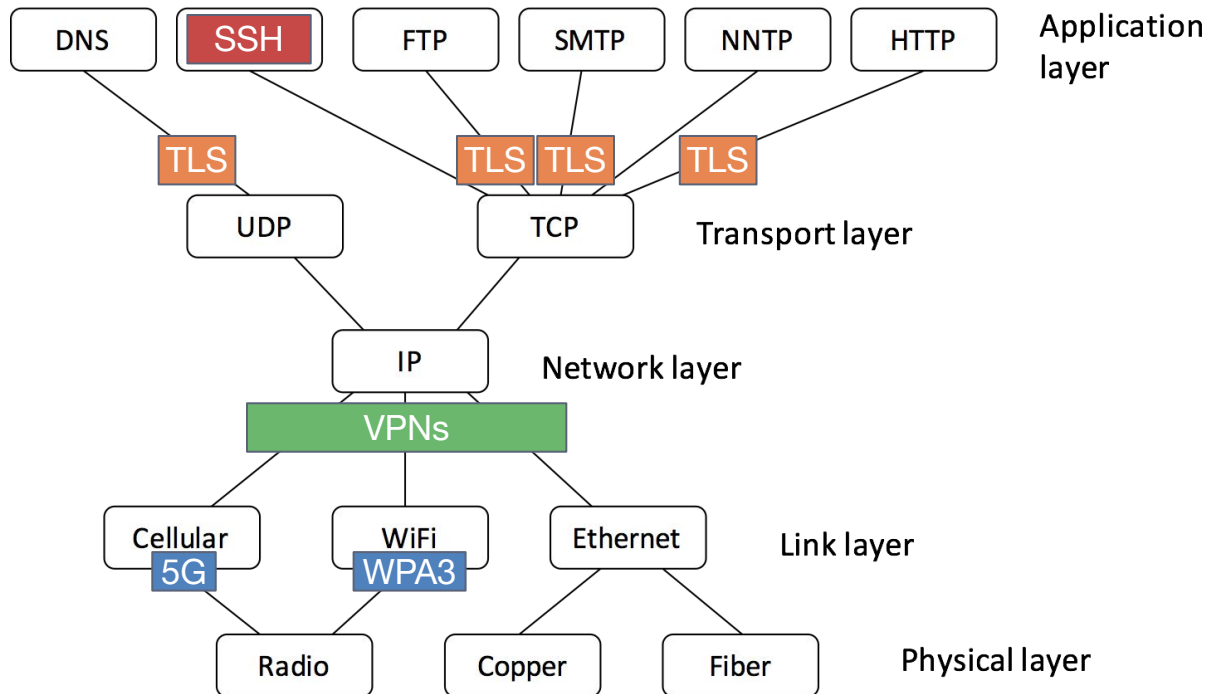 DNS
SSH
FTP
SMTP
NNTP
HTTP
Application
layer
TLS
TLS
TLS
TLS
UDP
TCP
Transport layer
IP
Network layer
VPNs
Cellular
WiFi
Ethernet
Link layer
5G
WPA3
Radio
Copper
Fiber
Physical layer